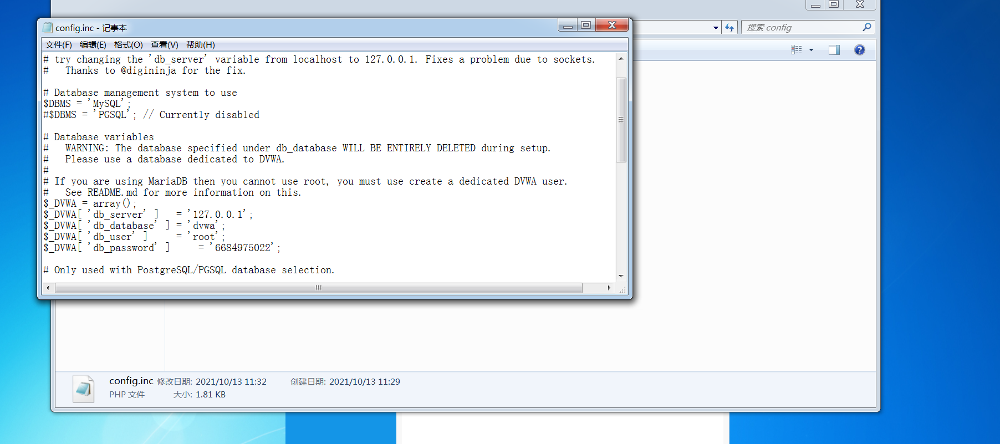 config.inc - 记事本
搜索 config
文件(F) 编辑(E) 格式(O) 查看(V) 帮助(H)
# try changing the 'db_server' variable from localhost to 127.0.0.1. Fixes a problem due to sockets.
#   Thanks to @digininja for the fix.
# Database management system to use
$DBMS = 'MySQL';
#$DBMS = 'PGSQL'; // Currently disabled
# Database variables
#   WARNING: The database specified under db_database WILL BE ENTIRELY DELETED during setup.
#   Please use a database dedicated to DVWA.
#
# If you are using MariaDB then you cannot use root, you must use create a dedicated DVWA user.
#   See README.md for more information on this.
$_DVWA = array();
$_DVWA[ 'db_server' ]   = '127.0.0.1';
$_DVWA[ 'db_database' ] = 'dvwa';
$_DVWA[ 'db_user' ]     = 'root';
$_DVWA[ 'db_password' ]     = '6684975022';
# Only used with PostgreSQL/PGSQL database selection.
config.inc 修改日期: 2021/10/13 11:32 创建日期: 2021/10/13 11:29
PHP 文件 大小: 1.81 KB